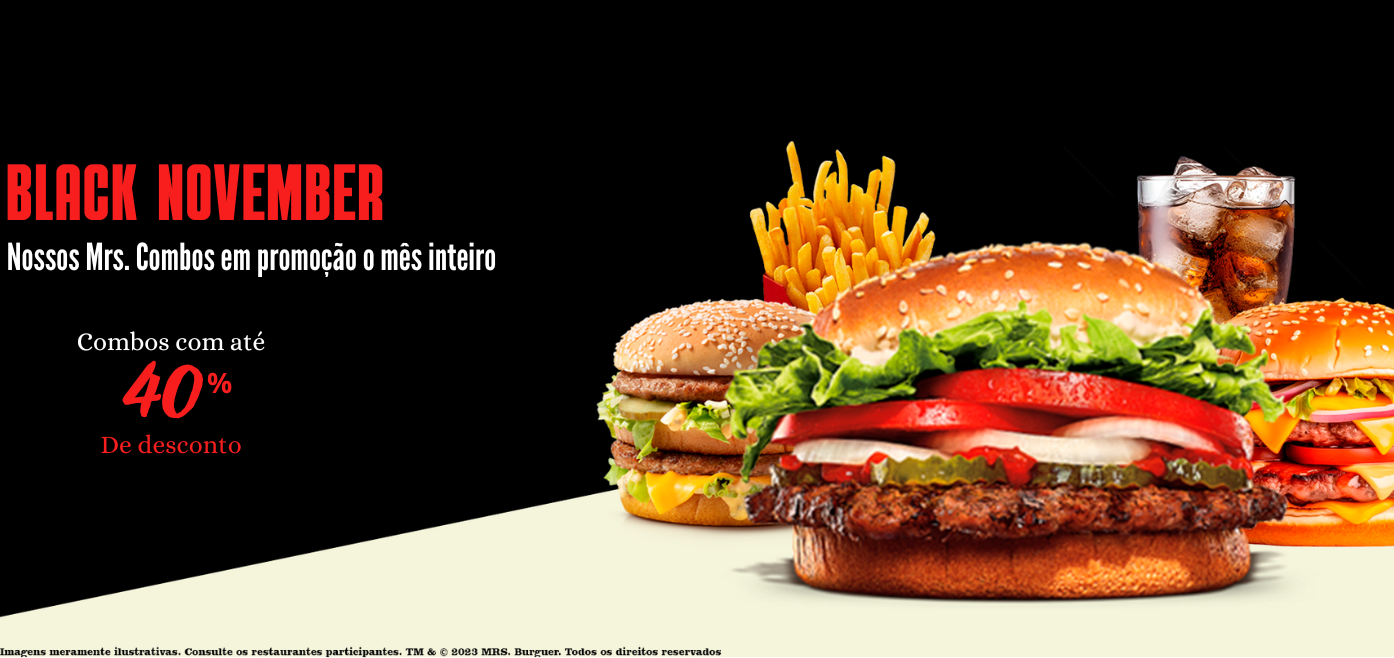 BLACK NOVEMBER
Nossos Mrs. Combos em promoção o mês inteiro
Combos com até
40%
De desconto
Imagens meramente ilustrativas. Consulte os restaurantes participantes. TM & © 2023 MRS. Burguer. Todos os direitos reservados